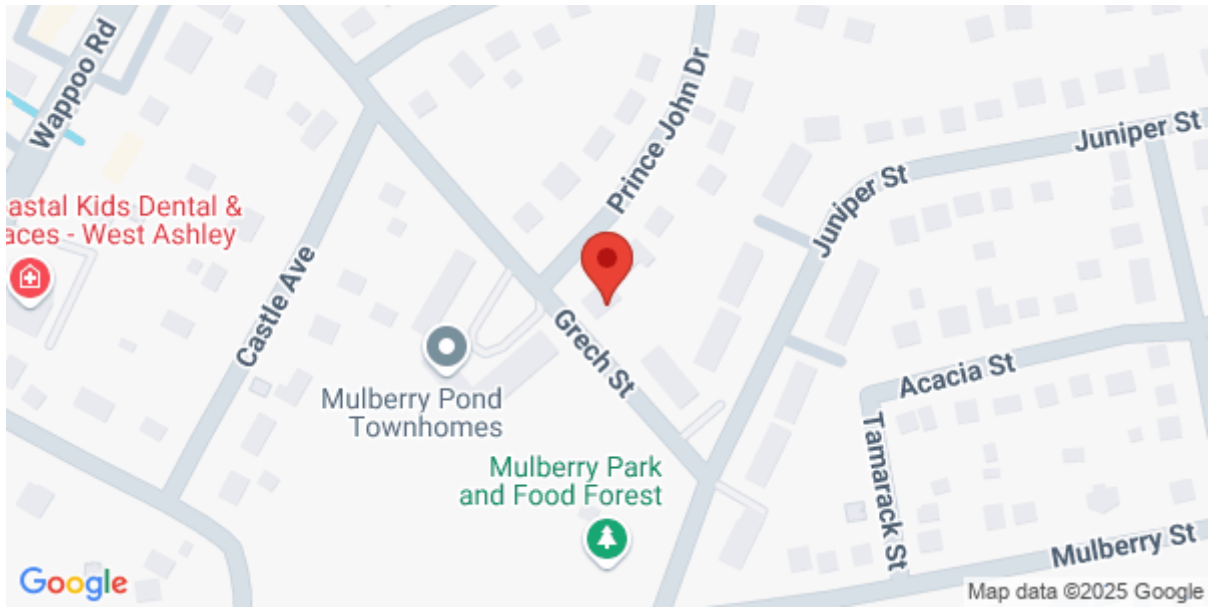 Wappoo Rd
Prince John Dr
Juniper St
Juniper St
astal Kids Dental &
aces - West Ashley
Castle Ave
Grech St
Mulberry Pond
Townhomes
Acacia St
Tamarack St
Mulberry Park
and Food Forest
Mulberry St
Google
Map data ©2025 Google